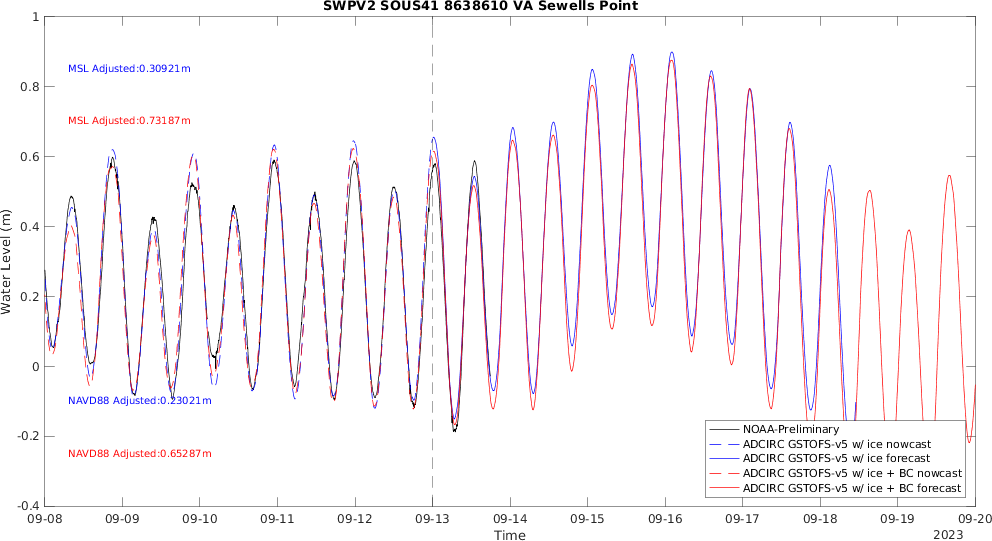 SWPV2 SOUS41 8638610 VA Sewells Point
1
0.8
0.6
0.4
0.2
0
-0.2
-0.4
Water Level (m)
MSL Adjusted:0.30921m
MSL Adjusted:0.73187m
NAVD88 Adjusted:0.23021m
NAVD88 Adjusted:0.65287m
NOAA-Preliminary
ADCIRC GSTOFS-v5 w/ ice nowcast
ADCIRC GSTOFS-v5 w/ ice forecast
ADCIRC GSTOFS-v5 w/ ice + BC nowcast
ADCIRC GSTOFS-v5 w/ ice + BC forecast
09-08 09-09 09-10 09-11 09-12 09-13 09-14 09-15 09-16 09-17 09-18 09-19 09-20
Time
2023